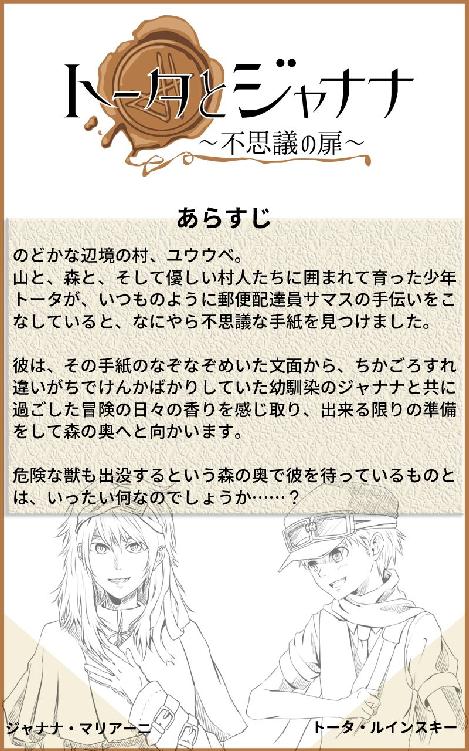 トータとジャナナ
～不思議の扉～
あらすじ
のどかな辺境の村、ユウウベ。
山と、森と、そして優しい村人たちに囲まれて育った少年
トータが、いつものように郵便配達員サマスの手伝いをこ
なしていると、なにやら不思議な手紙を見つけました。
彼は、その手紙のなぞなぞめいた文面から、ちかごろすれ
違いがちでけんかばかりしていた幼馴染のジャナナと共に
過ごした冒険の日々の香りを感じ取り、出来る限りの準備
をして森の奥へと向かいます。
危険な獣も出没するという森の奥で彼を待っているものと
は、いったい何なのでしょうか……？
ジャナナ・マリアーニ
トータ・ルインスキー